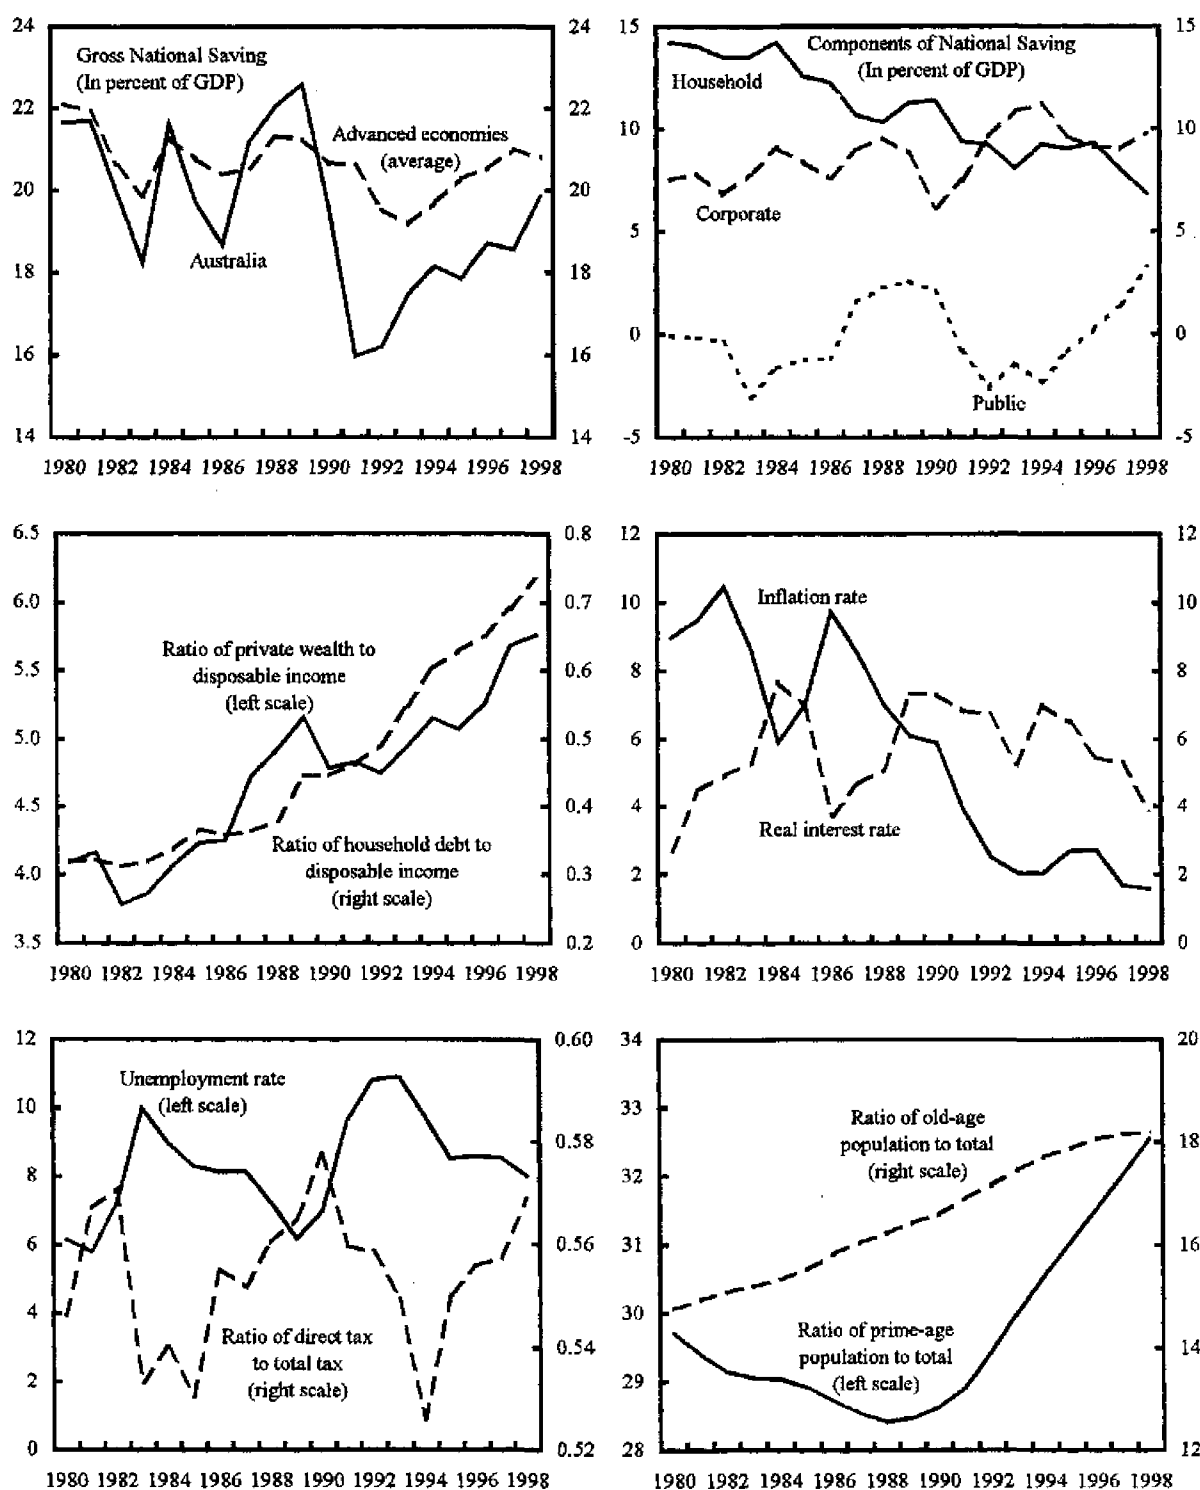 24 24
Gross National Saving
(In percent of GDP)
22 22
Advanced economies
(average)
20 20
Australia
18 18
16 16
14 14
1980 1982 1984 1986 1988 1990 1992 1994 1996 1998
15 15
Components of National Saving
(In percent of GDP)
Household
10 10
Corporate
5 5
0 0
Public
-5 -5
1980 1982 1984 1986 1988 1990 1992 1994 1996 1998
6.5 0.8
6.0 0.7
Ratio of private wealth to
disposable income
(left scale)
5.5 0.6
5.0 0.5
4.5 0.4
Ratio of household debt to
disposable income
(right scale)
4.0 0.3
3.5 0.2
1980 1982 1984 1986 1988 1990 1992 1994 1996 1998
12 12
Inflation rate
10 10
8 8
6 6
4 4
Real interest rate
2 2
0 0
1980 1982 1984 1986 1988 1990 1992 1994 1996 1998
12 0.60
Unemployment rate
(left scale)
10
0.58
8
6 0.56
4
Ratio of direct tax
to total tax
(right scale)
0.54
2
0 0.52
1980 1982 1984 1986 1988 1990 1992 1994 1996 1998
34 20
33
Ratio of old-age
population to total
(right scale)
18
32
31 16
30
Ratio of prime-age
population to total
(left scale)
14
29
28 12
1980 1982 1984 1986 1988 1990 1992 1994 1996 1998